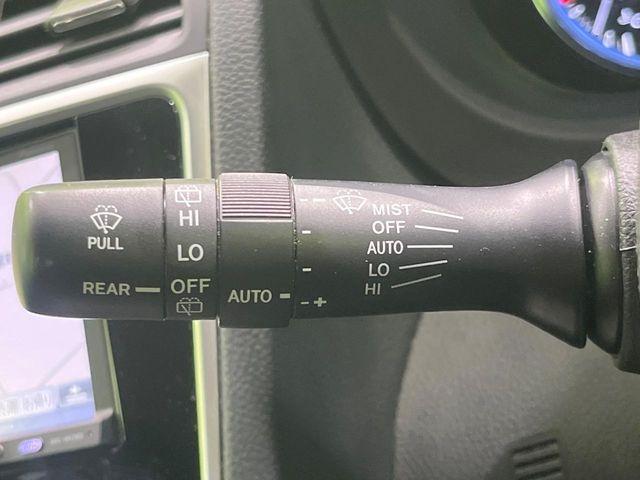 PULL
REAR
HI
LO
OFF
AUTO
- +
MIST
OFF
AUTO
LO
HI